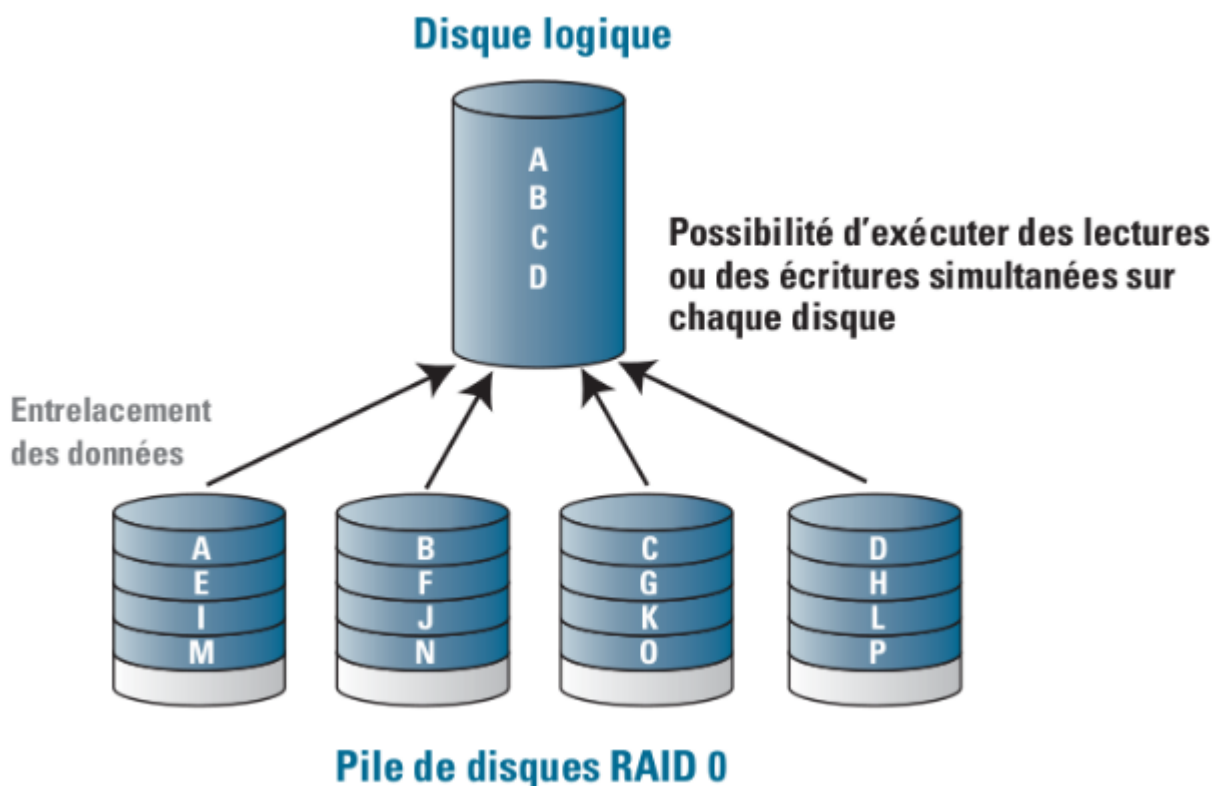 Disque logique
A
B
C
D
Possibilité d'exécuter des lectures
ou des écritures simultanées sur
chaque disque
Entrelacement
des données
A
E
I
M
B
F
J
N
C
G
K
O
D
H
L
P
Pile de disques RAID 0